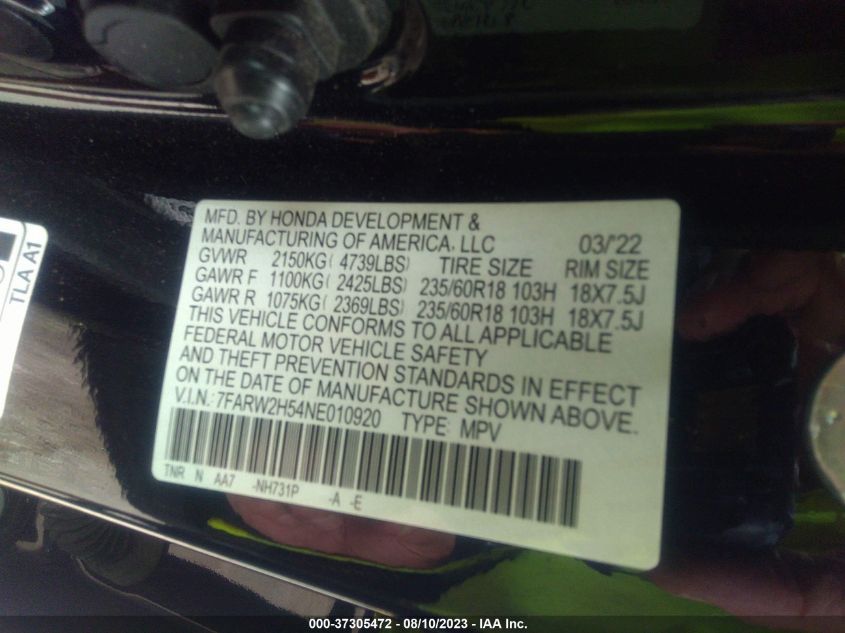 MFD. BY HONDA DEVELOPMENT &
MANUFACTURING OF AMERICA, LLC 03/'22
GVWR 2150KG( 4739LBS) TIRE SIZE RIM SIZE
GAWR F 1100KG( 2425LBS) 235/60R18 103H 18X7.5J
GAWR R 1075KG( 2369LBS) 235/60R18 103H 18X7.5J
THIS VEHICLE CONFORMS TO ALL APPLICABLE
FEDERAL MOTOR VEHICLE SAFETY
AND THEFT PREVENTION STANDARDS IN EFFECT
ON THE DATE OF MANUFACTURE SHOWN ABOVE.
V.I.N.:7FARW2H54NE010920 TYPE: MPV
TNR N AA7 -NH731P -A -E
TLA A1
000-37305472 - 08/10/2023 - IAA Inc.